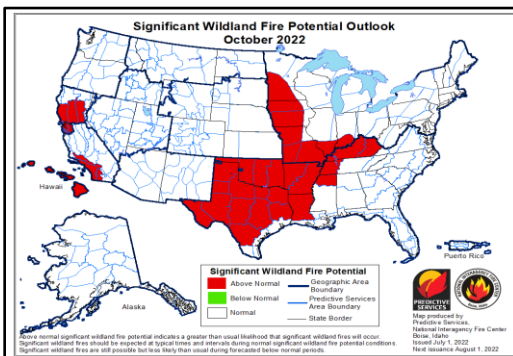 Significant Wildland Fire Potential Outlook
October 2022
Hawaii
Alaska
Puerto Rico
Significant Wildland Fire Potential
Above Normal
Below Normal
Normal
Geographic Area
Boundary
Predictive Services
Area Boundary
State Border
PREDICTIVE
SERVICES
Map produced by
Predictive Services,
National Interagency Fire Center
Boise, Idaho
Issued July 1, 2022
Next issuance August 1, 2022
Above normal significant wildland fire potential indicates a greater than usual likelihood that significant fires will occur.
Significant wildland fires should be expected at typical times and intervals during normal significant fire potential conditions.
Significant wildland fires are still possible but less likely than usual during forecasted below normal periods.